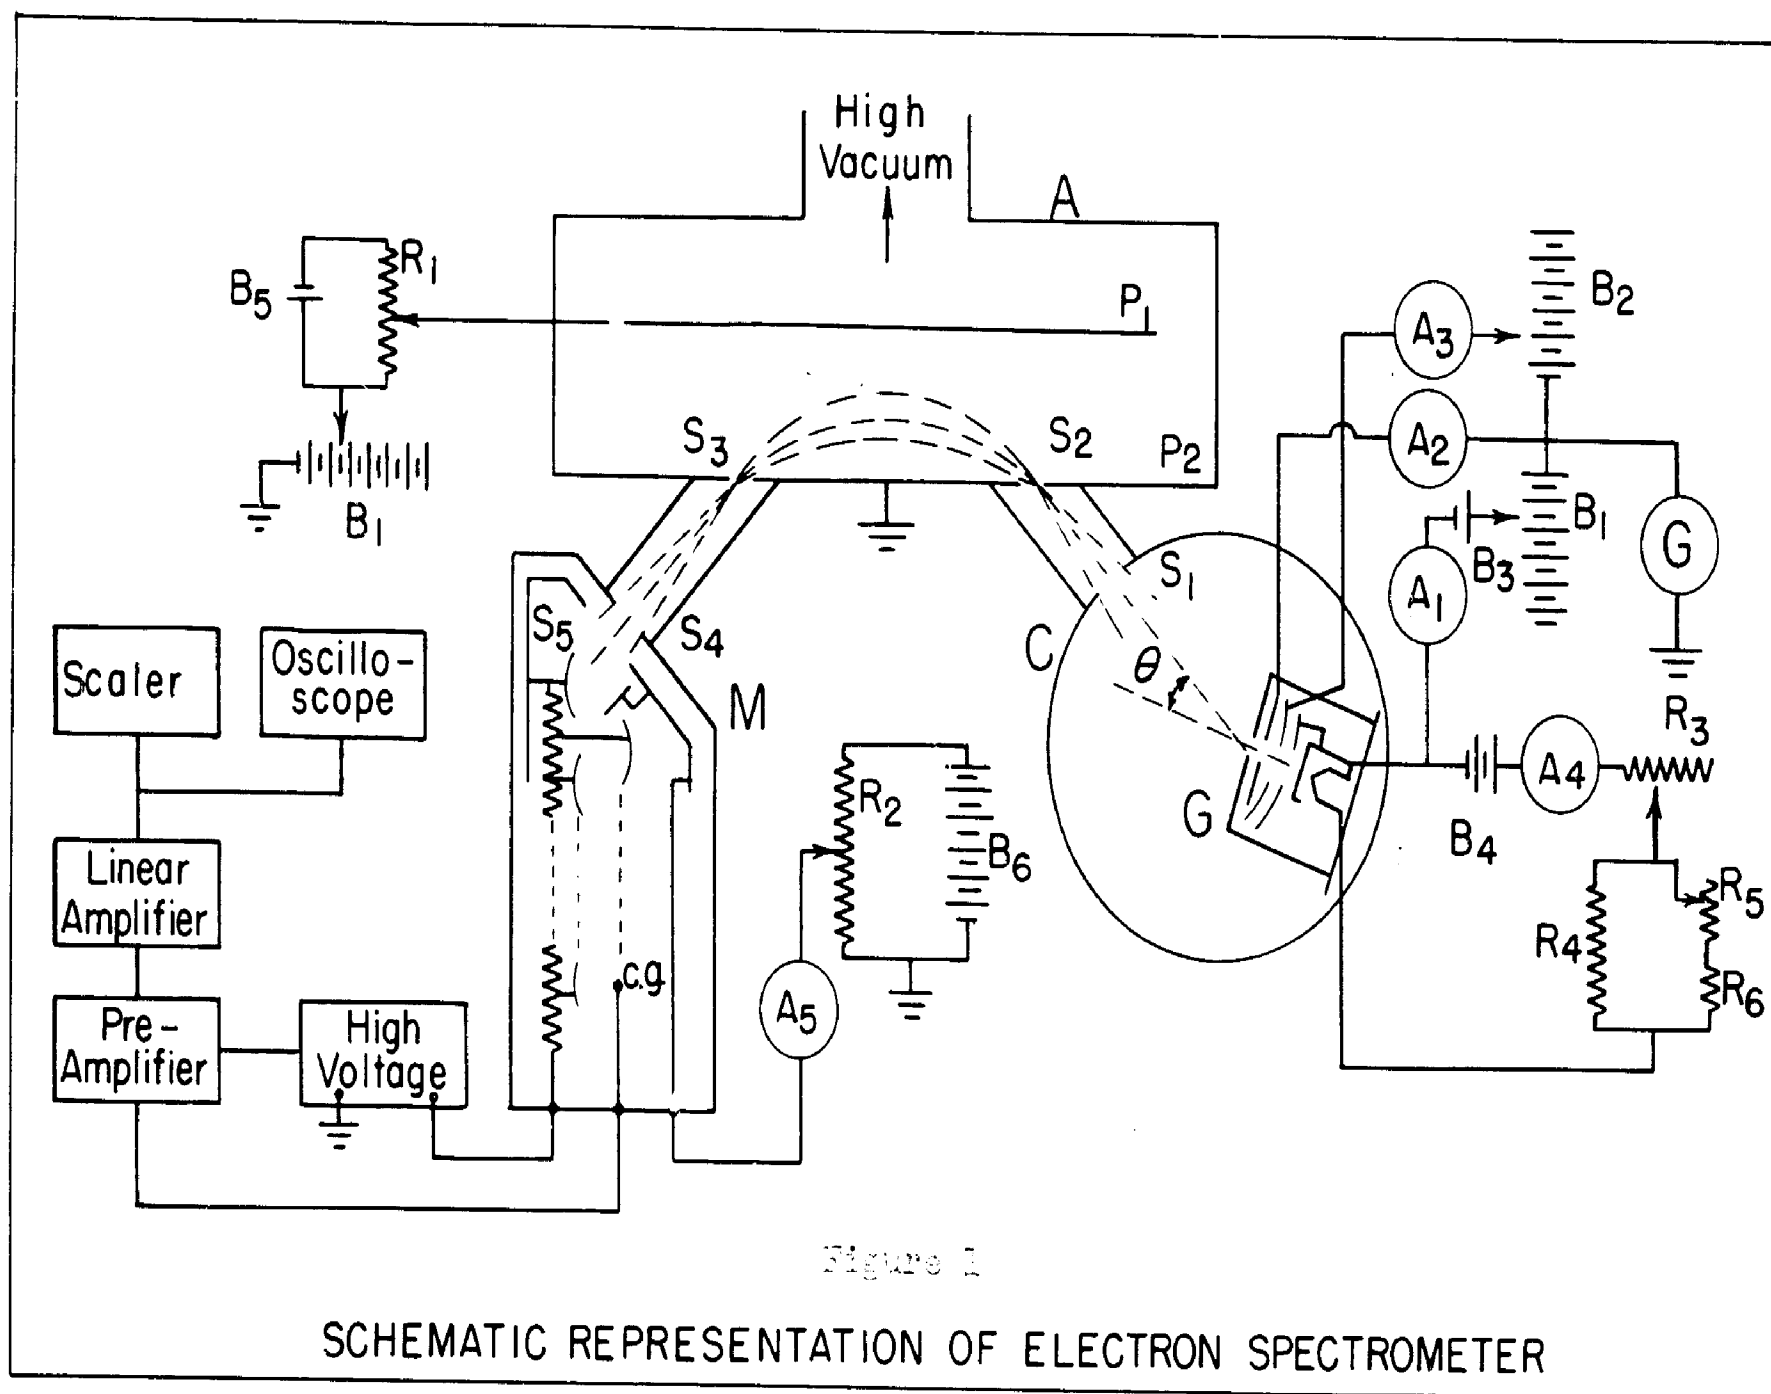 High
Vacuum
A
R1
B5
P1
B2
A3
S3
S2
P2
A2
B1
B1
B3
G
S1
A1
C
S5
S4
θ
Scaler
Oscillo-
scope
M
R3
R2
A4
G
B4
B6
Linear
Amplifier
R5
R4
c.g.
R6
A5
Pre-
Amplifier
High
Voltage
Figure 1
SCHEMATIC REPRESENTATION OF ELECTRON SPECTROMETER